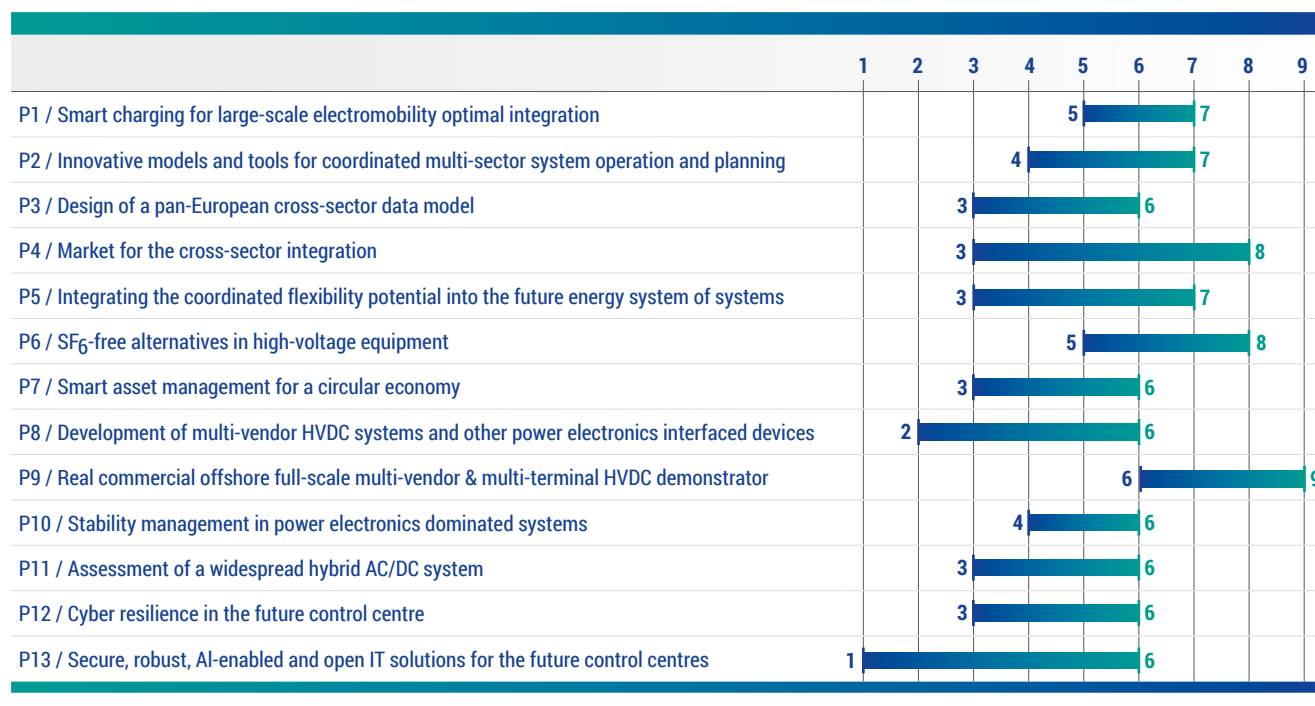 1 2 3 4 5 6 7 8 9
P1 / Smart charging for large-scale electromobility optimal integration 5 7
P2 / Innovative models and tools for coordinated multi-sector system operation and planning 4 7
P3 / Design of a pan-European cross-sector data model 3 6
P4 / Market for the cross-sector integration 3 8
P5 / Integrating the coordinated flexibility potential into the future energy system of systems 3 7
P6 / SF6-free alternatives in high-voltage equipment 5 8
P7 / Smart asset management for a circular economy 3 6
P8 / Development of multi-vendor HVDC systems and other power electronics interfaced devices 2 6
P9 / Real commercial offshore full-scale multi-vendor & multi-terminal HVDC demonstrator 6 9
P10 / Stability management in power electronics dominated systems 4 6
P11 / Assessment of a widespread hybrid AC/DC system 3 6
P12 / Cyber resilience in the future control centre 3 6
P13 / Secure, robust, AI-enabled and open IT solutions for the future control centres 1 6